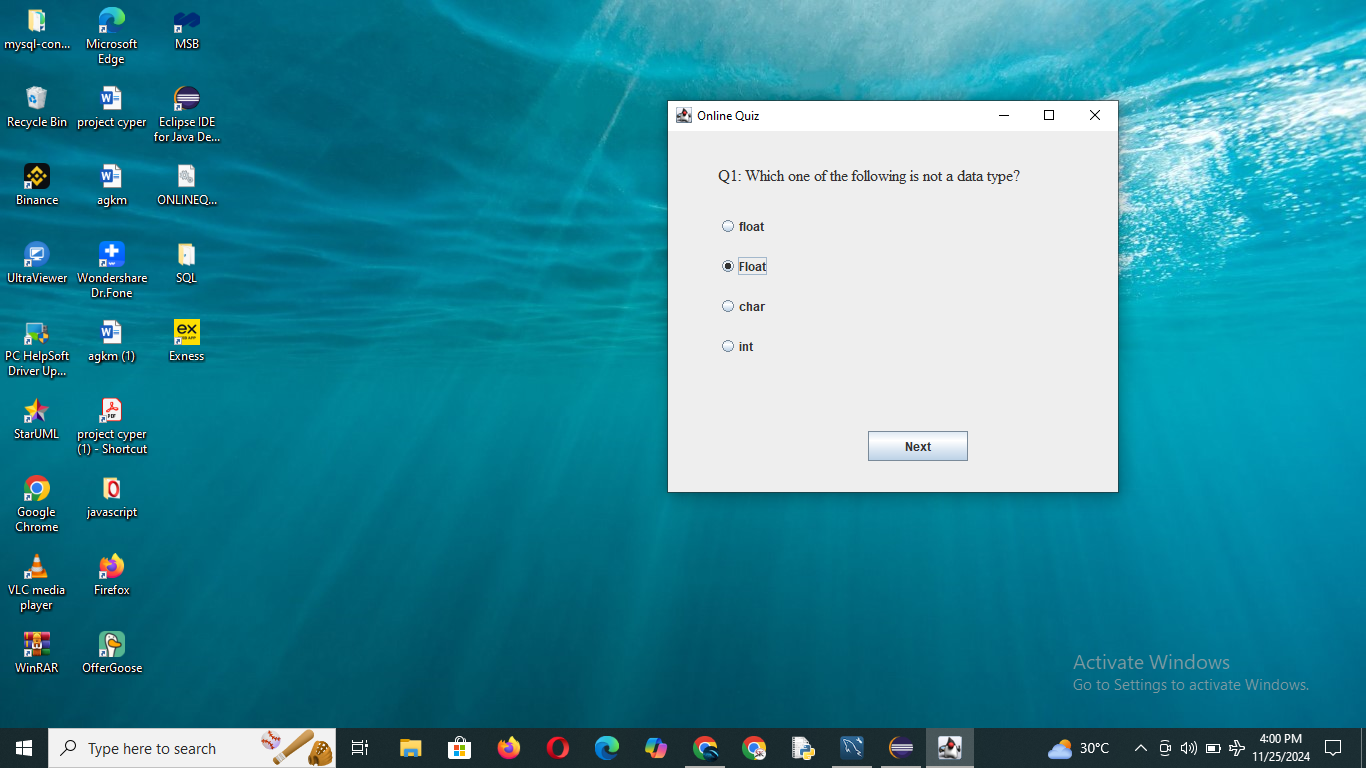 mysql-con...
Microsoft
Edge
MSB
Recycle Bin
project cyper
Eclipse IDE
for Java De...
Binance
agkm
ONLINEQ...
UltraViewer
Wondershare
Dr.Fone
SQL
PC HelpSoft
Driver Up...
agkm (1)
ex
Exness
StarUML
PDF
project cyper
(1) - Shortcut
Google
Chrome
javascript
VLC media
player
Firefox
WinRAR
OfferGoose
Online Quiz
Q1: Which one of the following is not a data type?
float
Float
char
int
Next
Activate Windows
Go to Settings to activate Windows.
Type here to search
30°C
4:00 PM
11/25/2024